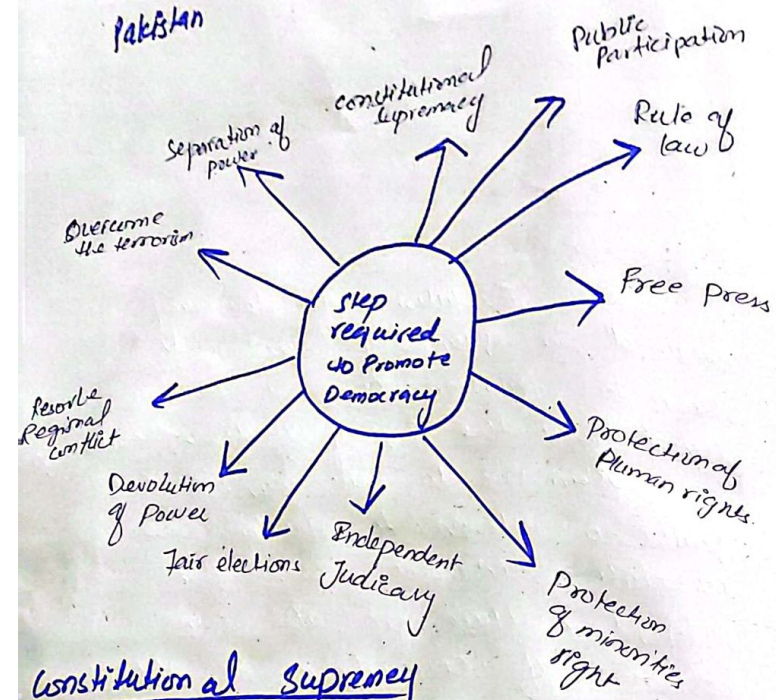 Pakistan
Constitutional
Supremacy
Public
Participation
Rule of
law
Separation of
power.
Overcome
the terrorism
Free Press
Step
required
to Promote
Democracy
Resolve
Regional
conflict
Protection of
Human rights.
Devolution
of Power
Fair elections
Independent
Judicary
Protection
of minorities
right
Constitutional Supremey